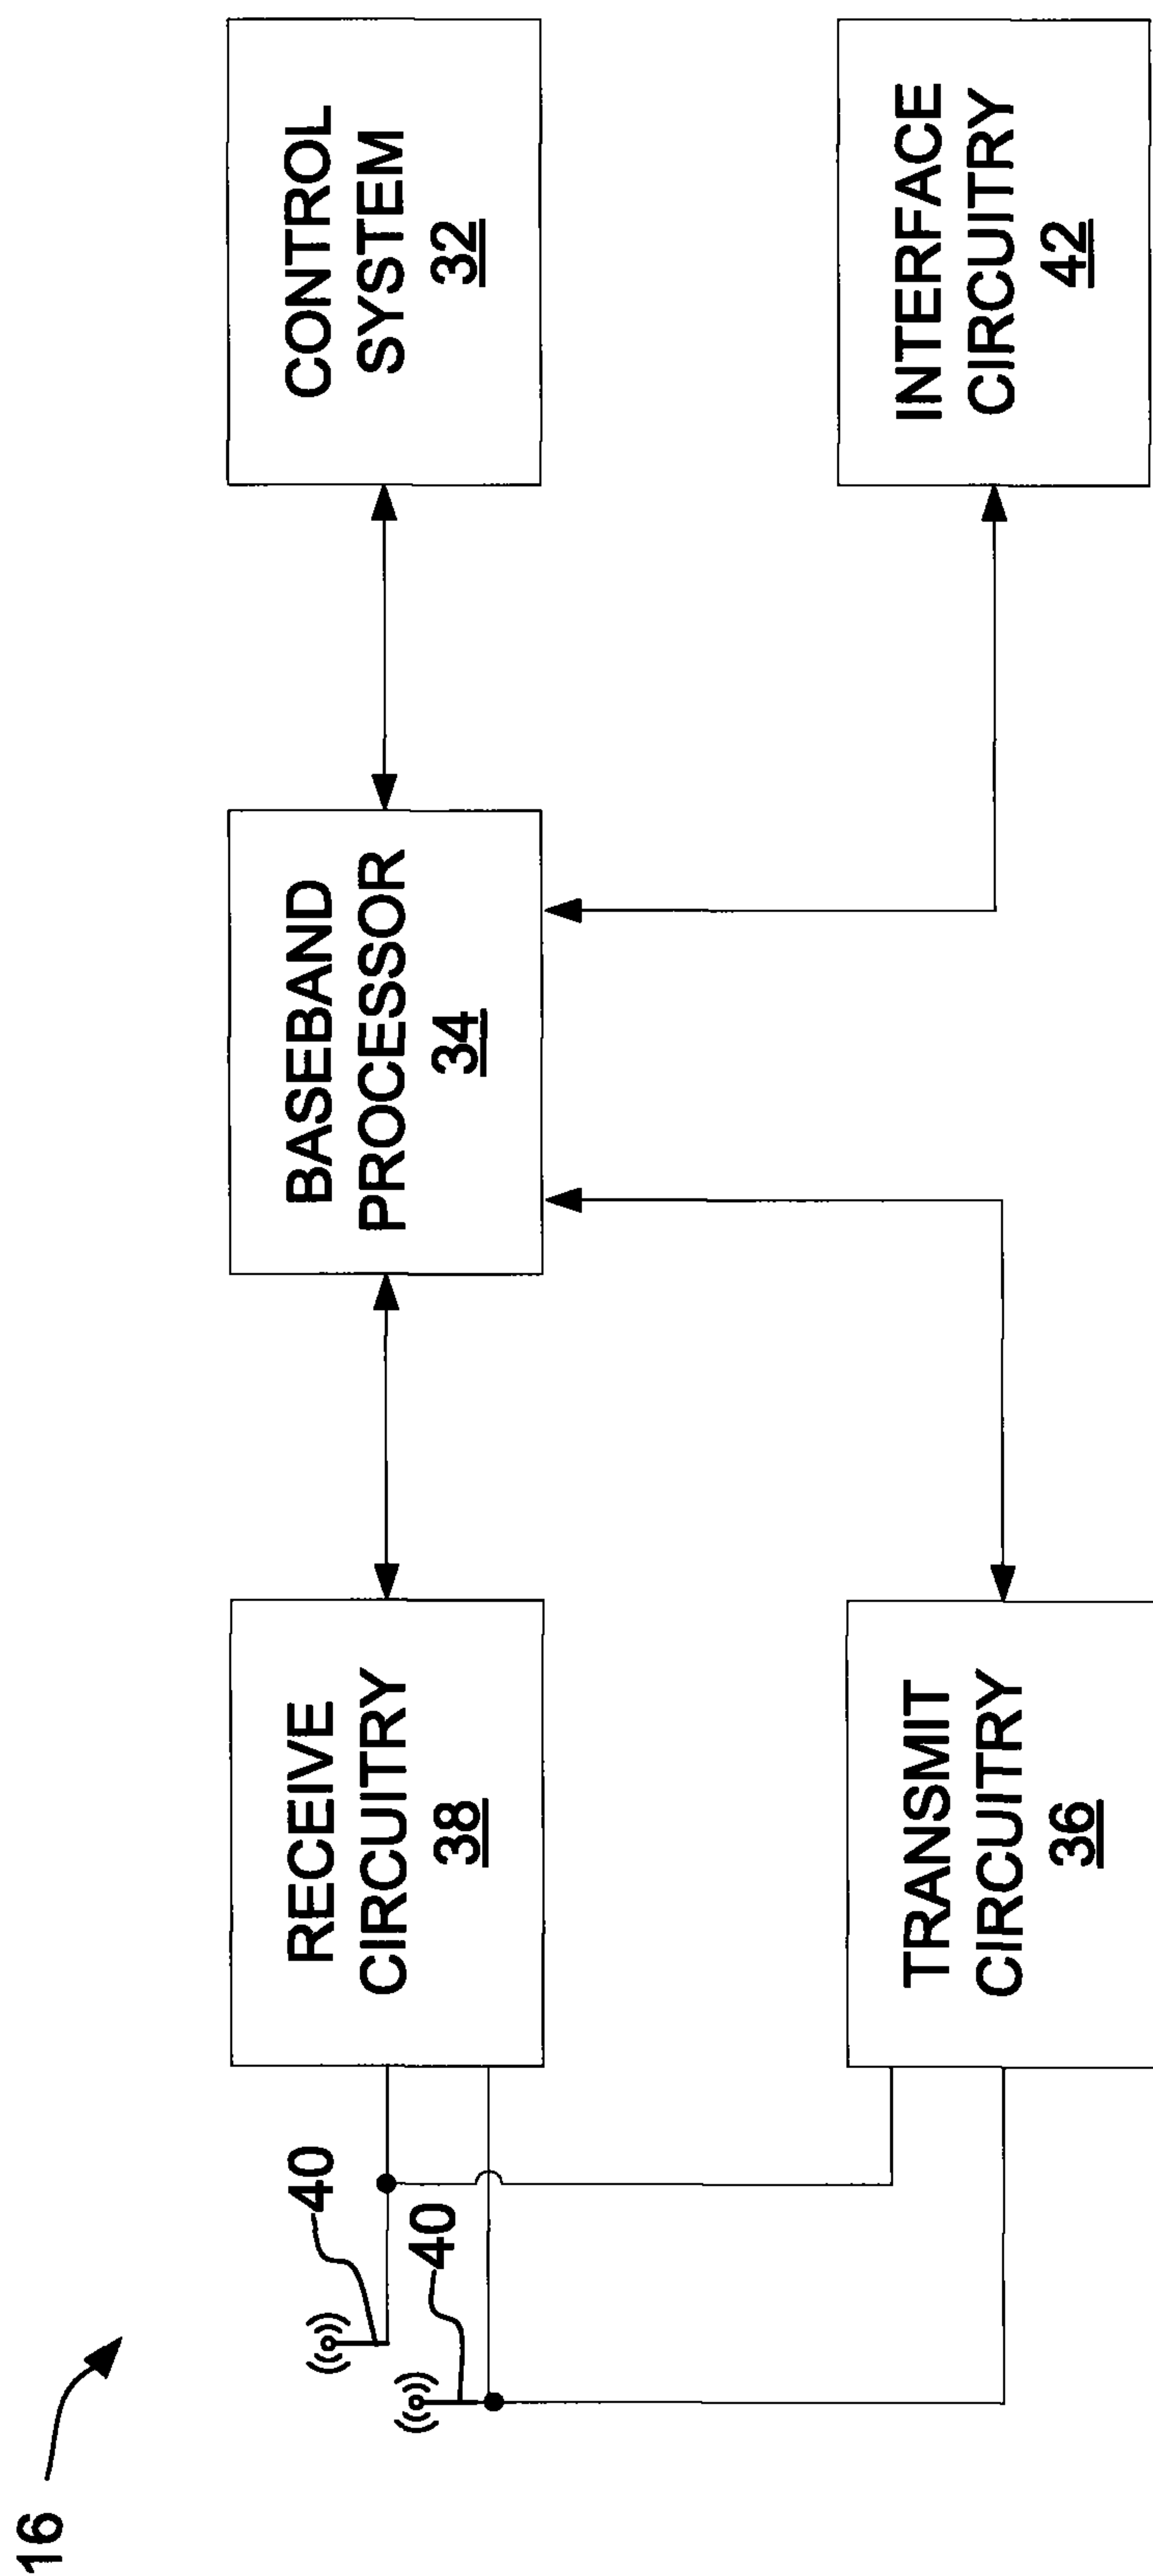 16
40
40
RECEIVE
CIRCUITRY
38
BASEBAND
PROCESSOR
34
CONTROL
SYSTEM
32
TRANSMIT
CIRCUITRY
36
INTERFACE
CIRCUITRY
42